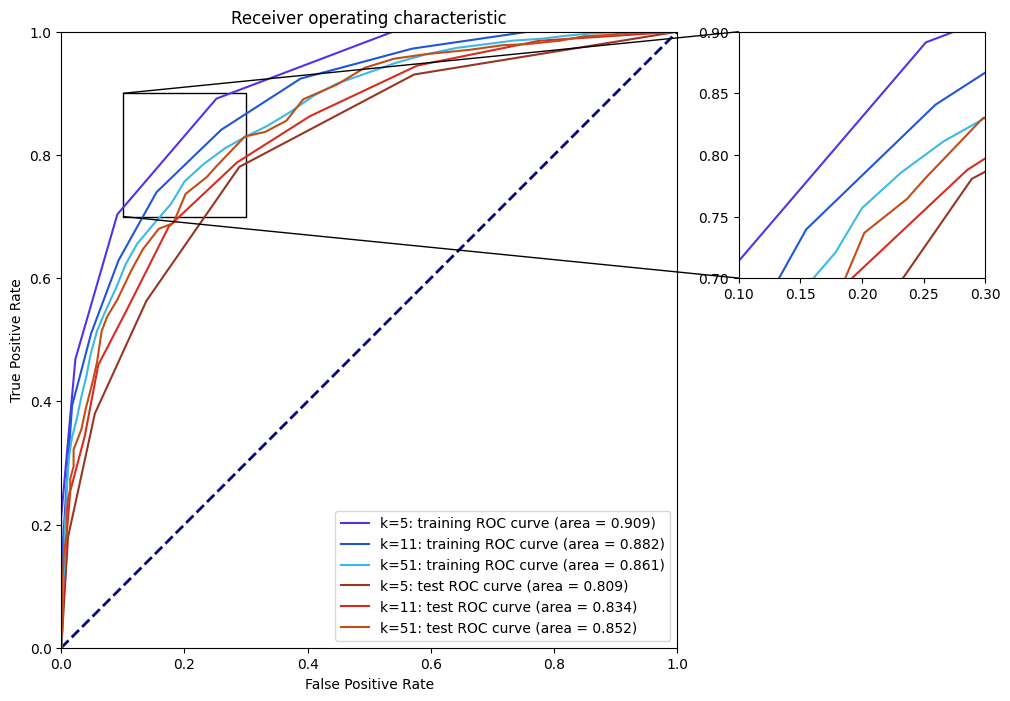 Receiver operating characteristic
1.0
0.8
0.6
0.4
0.2
0.0
True Positive Rate
0.0 0.2 0.4 0.6 0.8 1.0
False Positive Rate
k=5: training ROC curve (area = 0.909)
k=11: training ROC curve (area = 0.882)
k=51: training ROC curve (area = 0.861)
k=5: test ROC curve (area = 0.809)
k=11: test ROC curve (area = 0.834)
k=51: test ROC curve (area = 0.852)
0.90
0.85
0.80
0.75
0.70
0.10 0.15 0.20 0.25 0.30